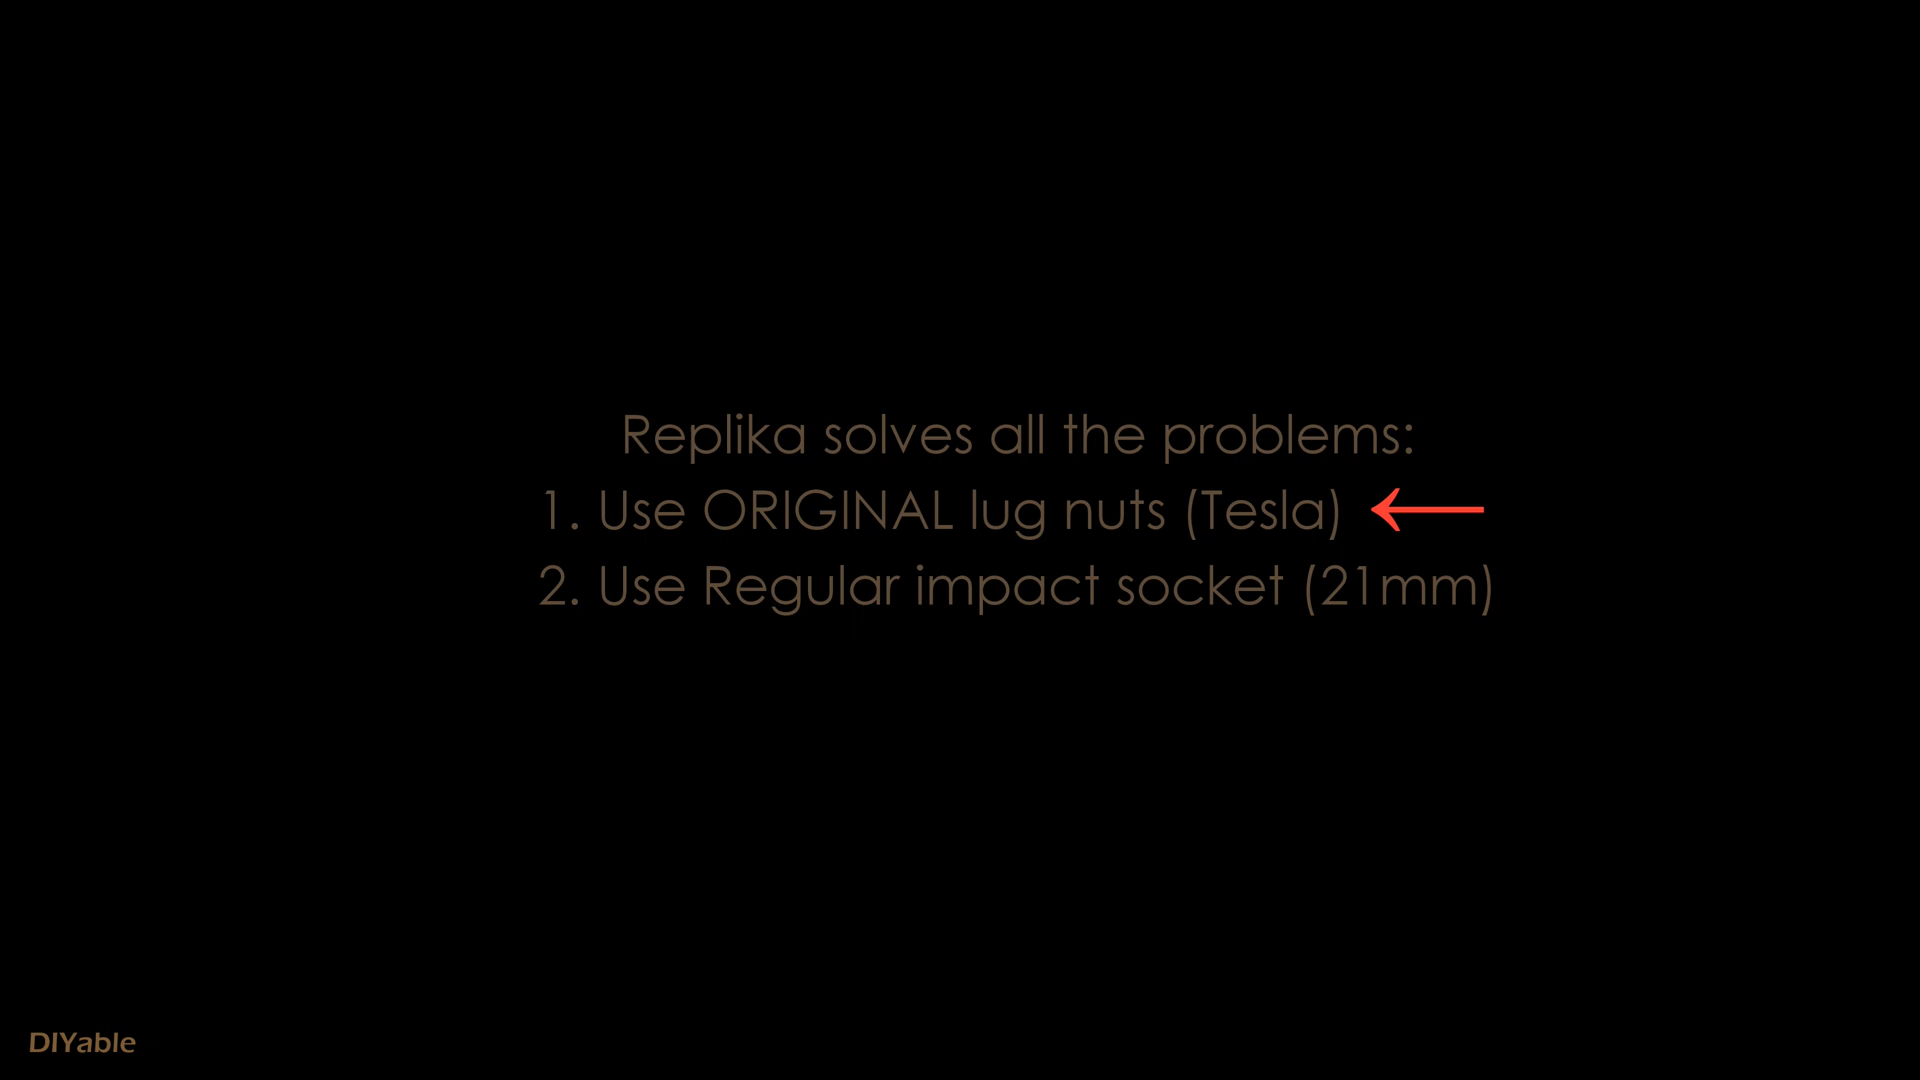 Replika solves all the problems:
1. Use ORIGINAL lug nuts (Tesla)
2. Use Regular impact socket (21mm)
DIYable